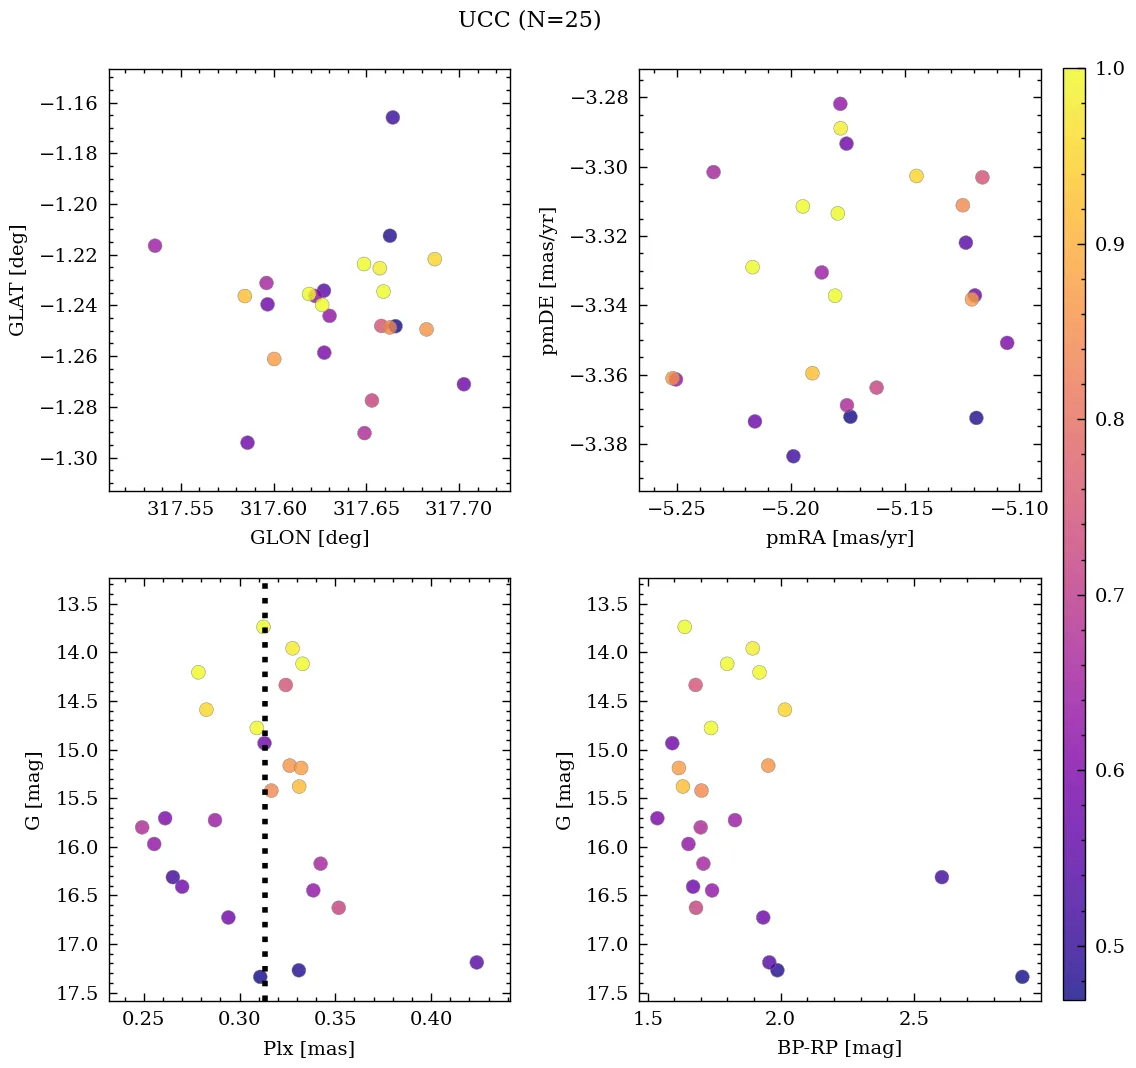 UCC (N=25)
−1.16
−1.18
−1.20
−1.22
−1.24
−1.26
−1.28
−1.30
GLAT [deg]
317.55 317.60 317.65 317.70
GLON [deg]
−3.28
−3.30
−3.32
−3.34
−3.36
−3.38
pmDE [mas/yr]
−5.25 −5.20 −5.15 −5.10
pmRA [mas/yr]
13.5
14.0
14.5
15.0
15.5
16.0
16.5
17.0
17.5
G [mag]
0.25 0.30 0.35 0.40
Plx [mas]
13.5
14.0
14.5
15.0
15.5
16.0
16.5
17.0
17.5
G [mag]
1.5 2.0 2.5
BP-RP [mag]
1.0
0.9
0.8
0.7
0.6
0.5